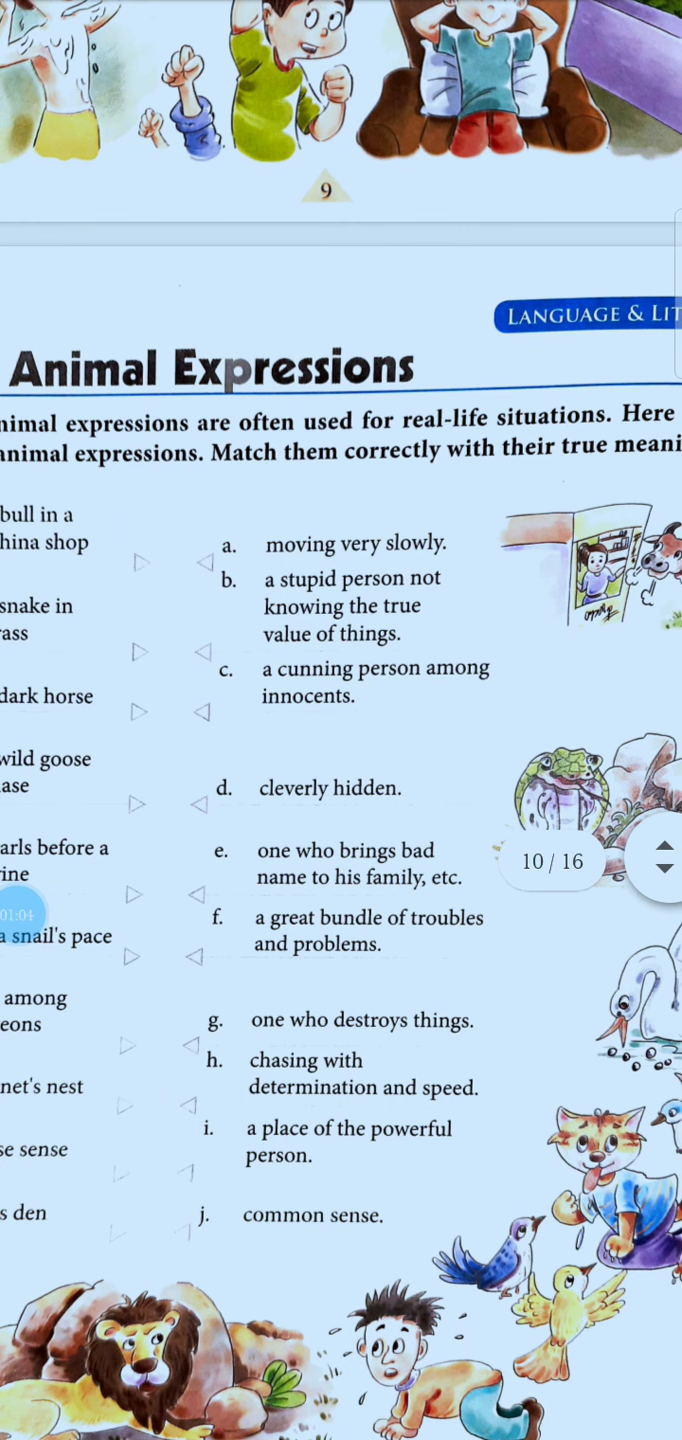 9
LANGUAGE & LIT
Animal Expressions
nimal expressions are often used for real-life situations. Here
animal expressions. Match them correctly with their true meani
bull in a
hina shop
snake in
ass
dark horse
wild goose
ase
arls before a
ine
01:04
a snail's pace
among
eons
net's nest
se sense
s den
a. moving very slowly.
b. a stupid person not
knowing the true
value of things.
c. a cunning person among
innocents.
d. cleverly hidden.
e. one who brings bad
name to his family, etc.
f. a great bundle of troubles
and problems.
g. one who destroys things.
h. chasing with
determination and speed.
i. a place of the powerful
person.
j. common sense.
10 / 16